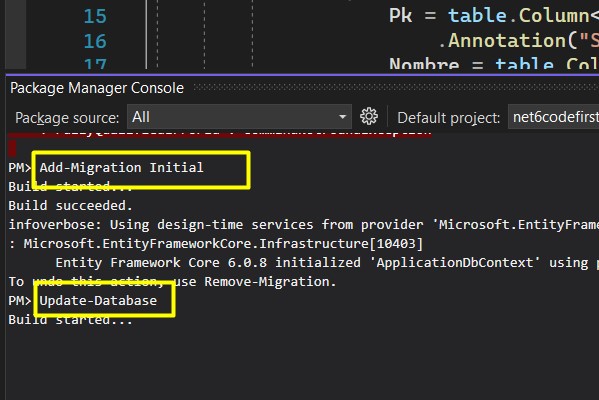 15
Pk = table.Column<
16
.Annotation("S
17
Nombre = table.Col
Package Manager Console
Package source: All
Default project: net6codefirst
PM> Add-Migration Initial
Build started...
Build succeeded.
infoverbose: Using design-time services from provider 'Microsoft.EntityFrame
: Microsoft.EntityFrameworkCore.Infrastructure[10403]
Entity Framework Core 6.0.8 initialized 'ApplicationDbContext' using p
To undo this action, use Remove-Migration.
PM> Update-Database
Build started...